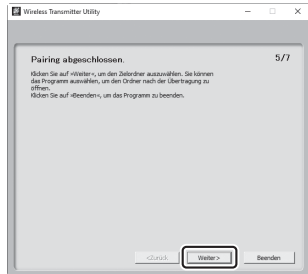 Wireless Transmitter Utility
Pairing abgeschlossen.
5/7
Klicken Sie auf »Weiter«, um den Zielordner auszuwählen. Sie können
das Programm auswählen, um den Ordner nach der Übertragung zu
öffnen.
Klicken Sie auf »Beenden«, um das Programm zu beenden.
<Zurück
Weiter>
Beenden